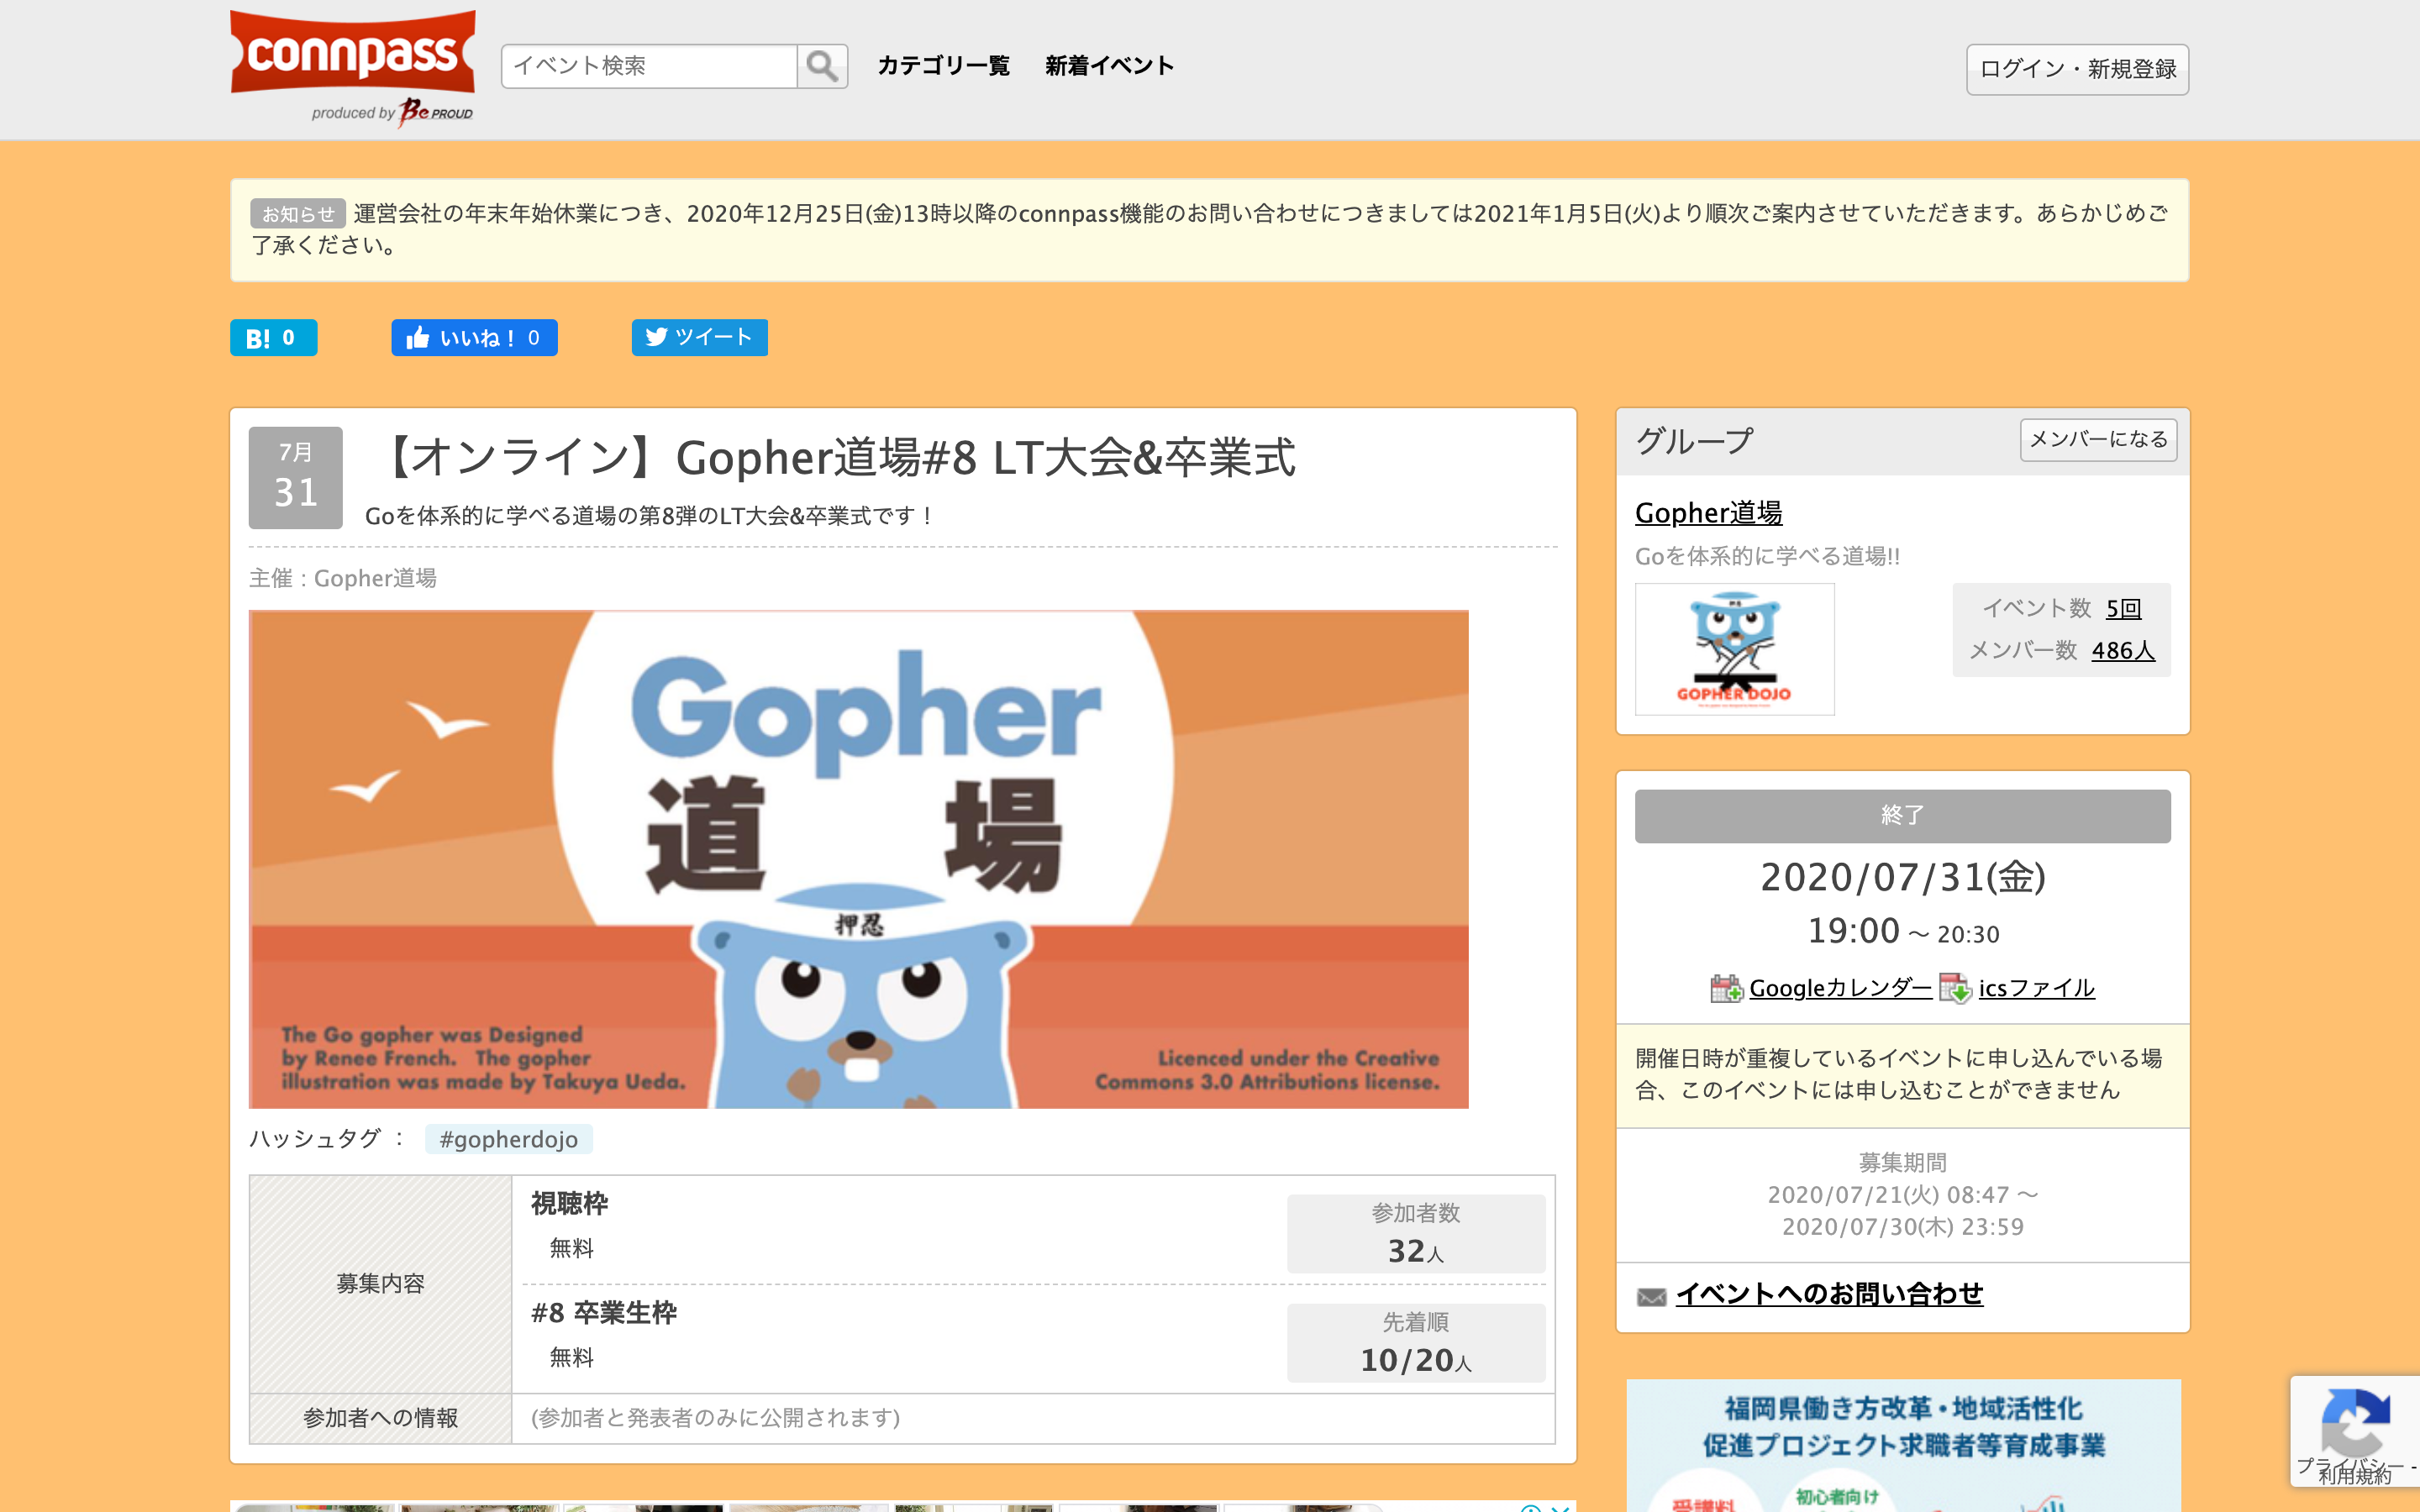 connpass
produced by Be PROUD
イベント検索
カテゴリ一覧
新着イベント
ログイン・新規登録
お知らせ 運営会社の年末年始休業につき、2020年12月25日(金)13時以降のconnpass機能のお問い合わせにつきましては2021年1月5日(火)より順次ご案内させていただきます。あらかじめご
了承ください。
B! 0
いいね！ 0
ツイート
7月
31
【オンライン】Gopher道場#8 LT大会&卒業式
Goを体系的に学べる道場の第8弾のLT大会&卒業式です！
主催 : Gopher道場
Gopher
道 場
押忍
The Go gopher was Designed
by Renee French. The gopher
illustration was made by Takuya Ueda.
Licenced under the Creative
Commons 3.0 Attributions license.
ハッシュタグ ： #gopherdojo
募集内容
視聴枠
無料
参加者数
32人
#8 卒業生枠
無料
先着順
10/20人
参加者への情報
(参加者と発表者のみに公開されます)
グループ
メンバーになる
Gopher道場
Goを体系的に学べる道場!!
押忍
GOPHER DOJO
イベント数 5回
メンバー数 486人
終了
2020/07/31(金)
19:00 〜 20:30
Googleカレンダー icsファイル
開催日時が重複しているイベントに申し込んでいる場
合、このイベントには申し込むことができません
募集期間
2020/07/21(火) 08:47 〜
2020/07/30(木) 23:59
イベントへのお問い合わせ
福岡県働き方改革・地域活性化
促進プロジェクト求職者等育成事業
受講料
初心者向け
プライバシー -
利用規約